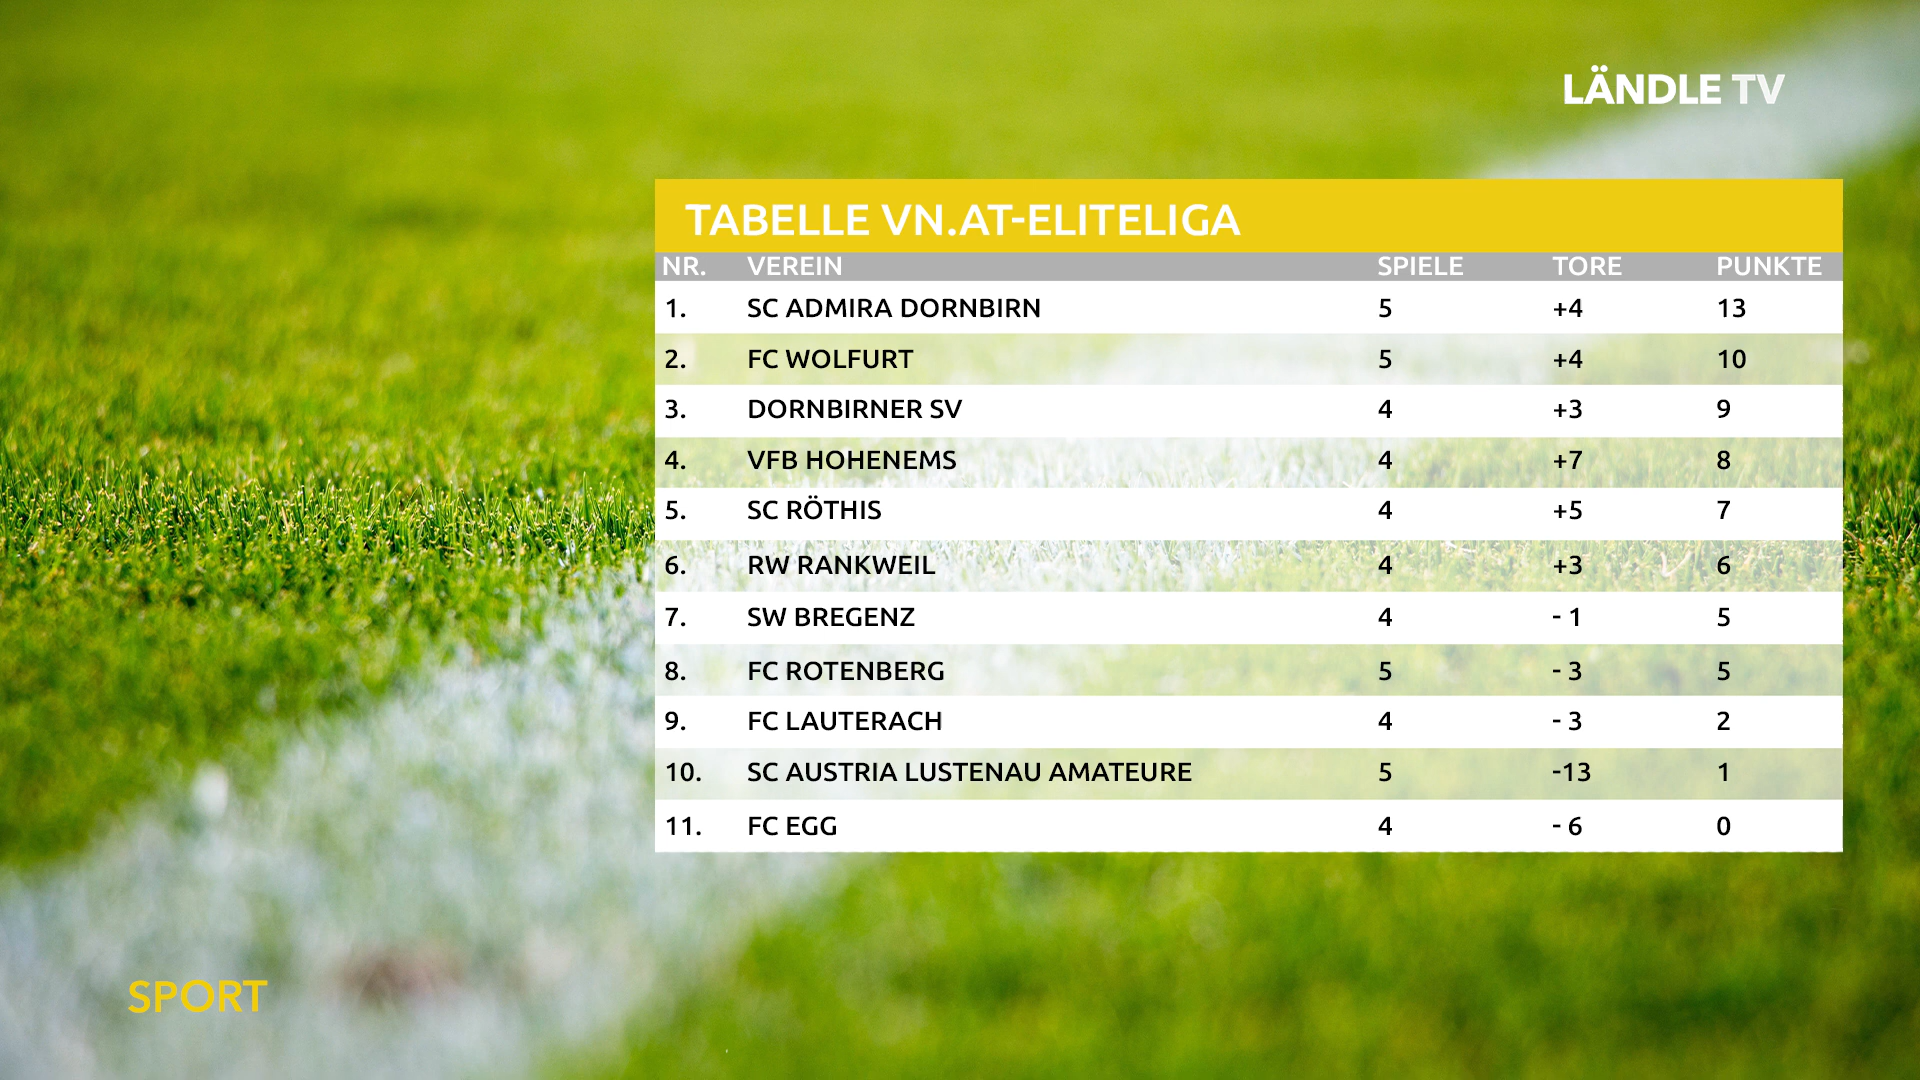 LÄNDLE TV
TABELLE VN.AT-ELITELIGA
NR. VEREIN SPIELE TORE PUNKTE
1. SC ADMIRA DORNBIRN 5 +4 13
2. FC WOLFURT 5 +4 10
3. DORNBIRNER SV 4 +3 9
4. VFB HOHENEMS 4 +7 8
5. SC RÖTHIS 4 +5 7
6. RW RANKWEIL 4 +3 6
7. SW BREGENZ 4 - 1 5
8. FC ROTENBERG 5 - 3 5
9. FC LAUTERACH 4 - 3 2
10. SC AUSTRIA LUSTENAU AMATEURE 5 -13 1
11. FC EGG 4 - 6 0
SPORT